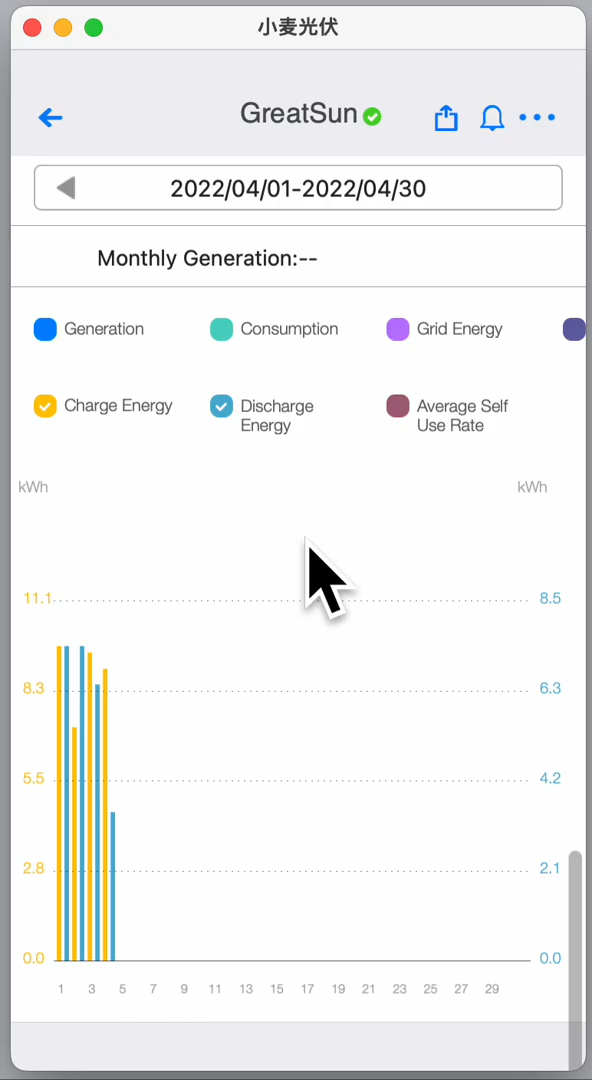 小麦光伏
GreatSun
2022/04/01-2022/04/30
Monthly Generation:--
Generation
Consumption
Grid Energy
Charge Energy
Discharge
Energy
Average Self
Use Rate
kWh
kWh
11.1
8.5
8.3
6.3
5.5
4.2
2.8
2.1
0.0
0.0
1 3 5 7 9 11 13 15 17 19 21 23 25 27 29